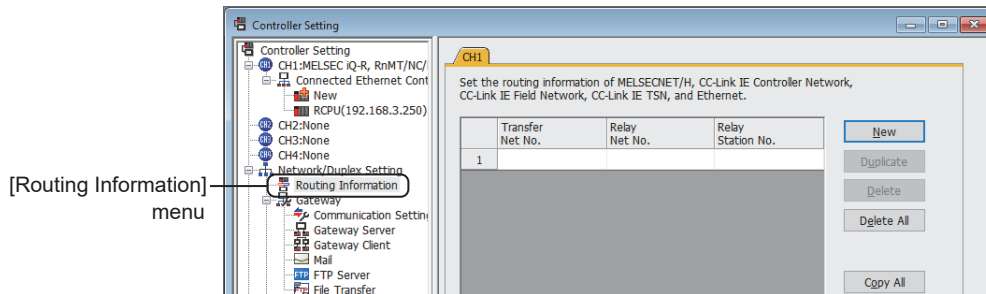 Controller Setting
Controller Setting
CH1:MELSEC iQ-R, RnMT/NC/
Connected Ethernet Cont
New
RCPU(192.168.3.250)
CH2:None
CH3:None
CH4:None
Network/Duplex Setting
Routing Information
Gateway
Communication Settin
Gateway Server
Gateway Client
Mail
FTP Server
File Transfer
[Routing Information]
menu
CH1
Set the routing information of MELSECNET/H, CC-Link IE Controller Network,
CC-Link IE Field Network, CC-Link IE TSN, and Ethernet.
Transfer Net No. Relay Net No. Relay Station No.
1
New
Duplicate
Delete
Delete All
Copy All